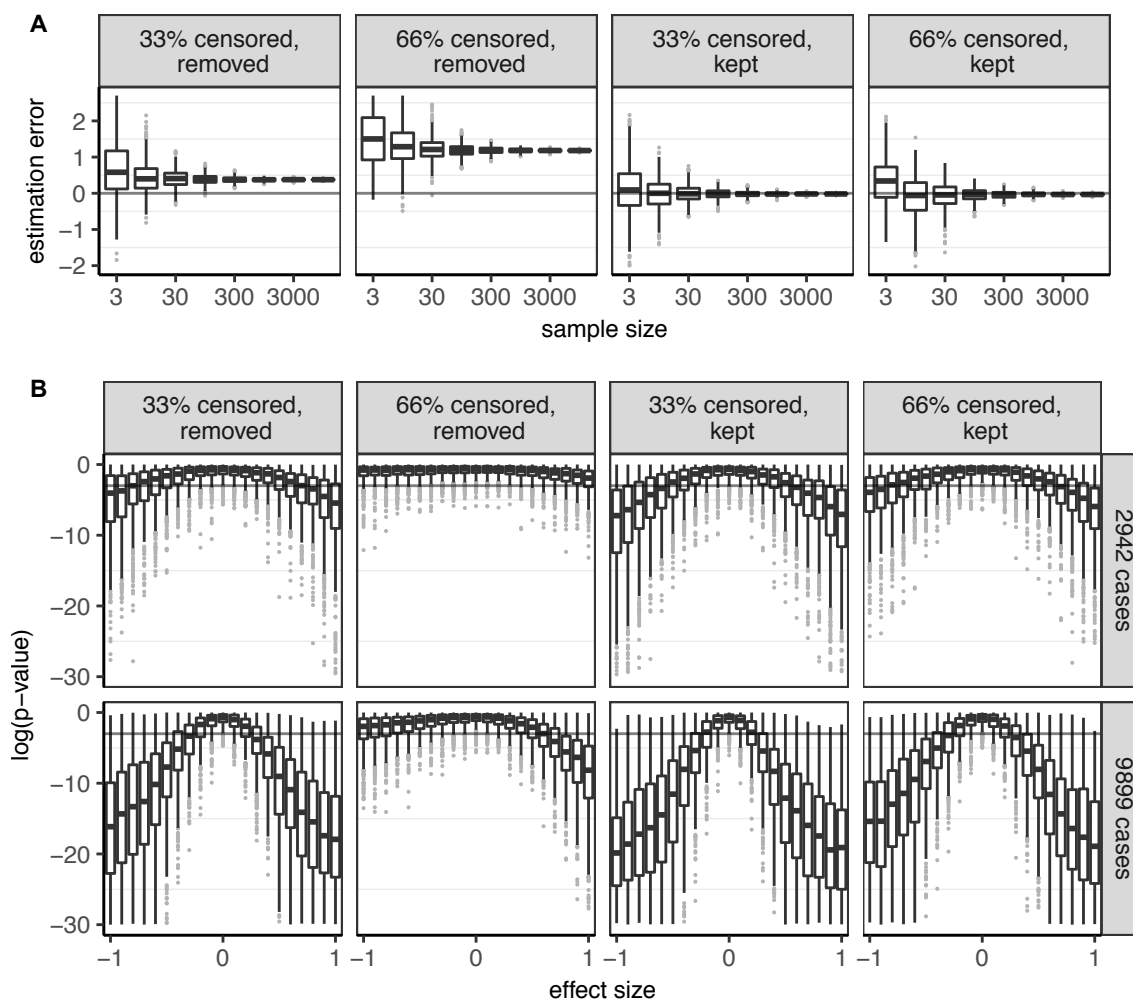 A
33% censored,
removed
66% censored,
removed
33% censored,
kept
66% censored,
kept
estimation error
2
1
0
−1
−2
3 30 300 3000 3 30 300 3000 3 30 300 3000 3 30 300 3000
sample size
B
33% censored,
removed
66% censored,
removed
33% censored,
kept
66% censored,
kept
log(p−value)
0
−10
−20
−30
2942 cases
0
−10
−20
−30
9899 cases
−1 0 1 −1 0 1 −1 0 1 −1 0 1
effect size